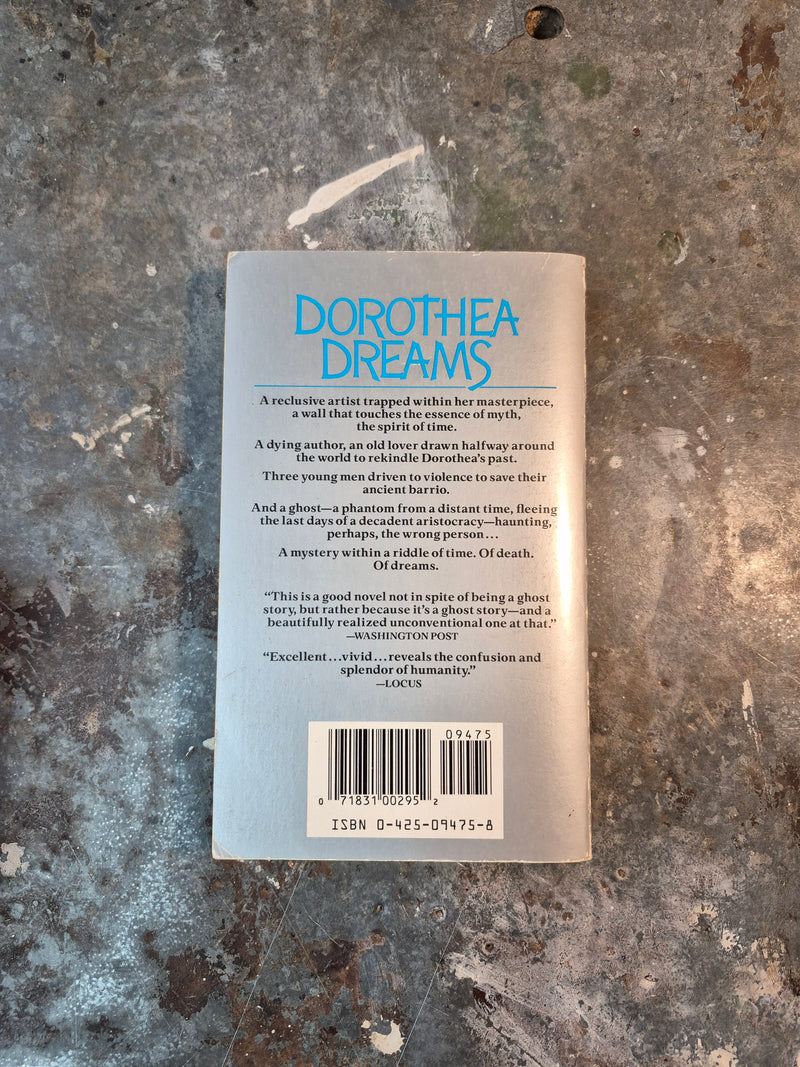 DOROTHEA
DREAMS
A reclusive artist trapped within her masterpiece,
a wall that touches the essence of myth,
the spirit of time.
A dying author, an old lover drawn halfway around
the world to rekindle Dorothea's past.
Three young men driven to violence to save their
ancient barrio.
And a ghost—a phantom from a distant time, fleeing
the last days of a decadent aristocracy—haunting,
perhaps, the wrong person...
A mystery within a riddle of time. Of death.
Of dreams.
“This is a good novel not in spite of being a ghost
story, but rather because it's a ghost story—and a
beautifully realized unconventional one at that.”
—WASHINGTON POST
“Excellent...vivid...reveals the confusion and
splendor of humanity.”
—LOCUS
09475
0 71831 00295 2
ISBN 0-425-09475-8